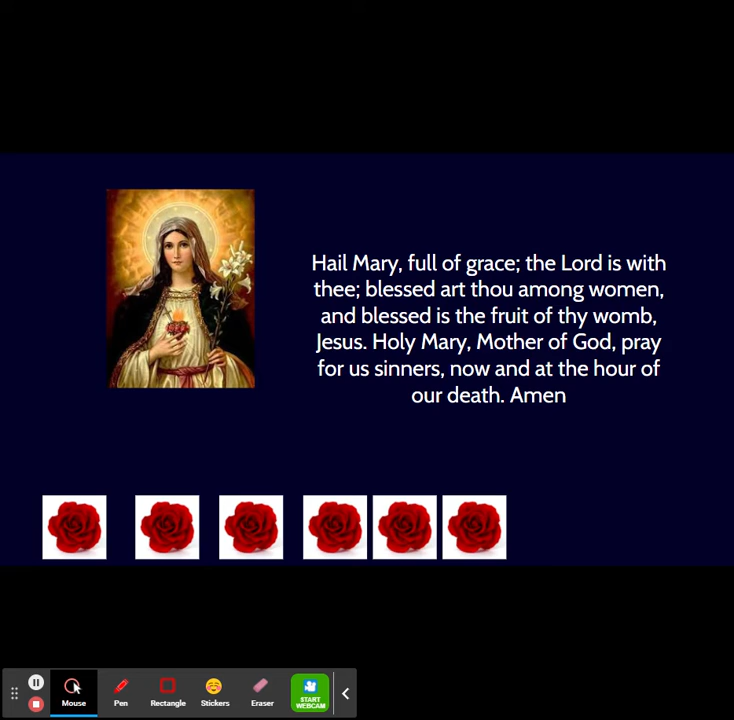 Hail Mary, full of grace; the Lord is with
thee; blessed art thou among women,
and blessed is the fruit of thy womb,
Jesus. Holy Mary, Mother of God, pray
for us sinners, now and at the hour of
our death. Amen
Mouse
Pen
Rectangle
Stickers
Eraser
START
WEBCAM